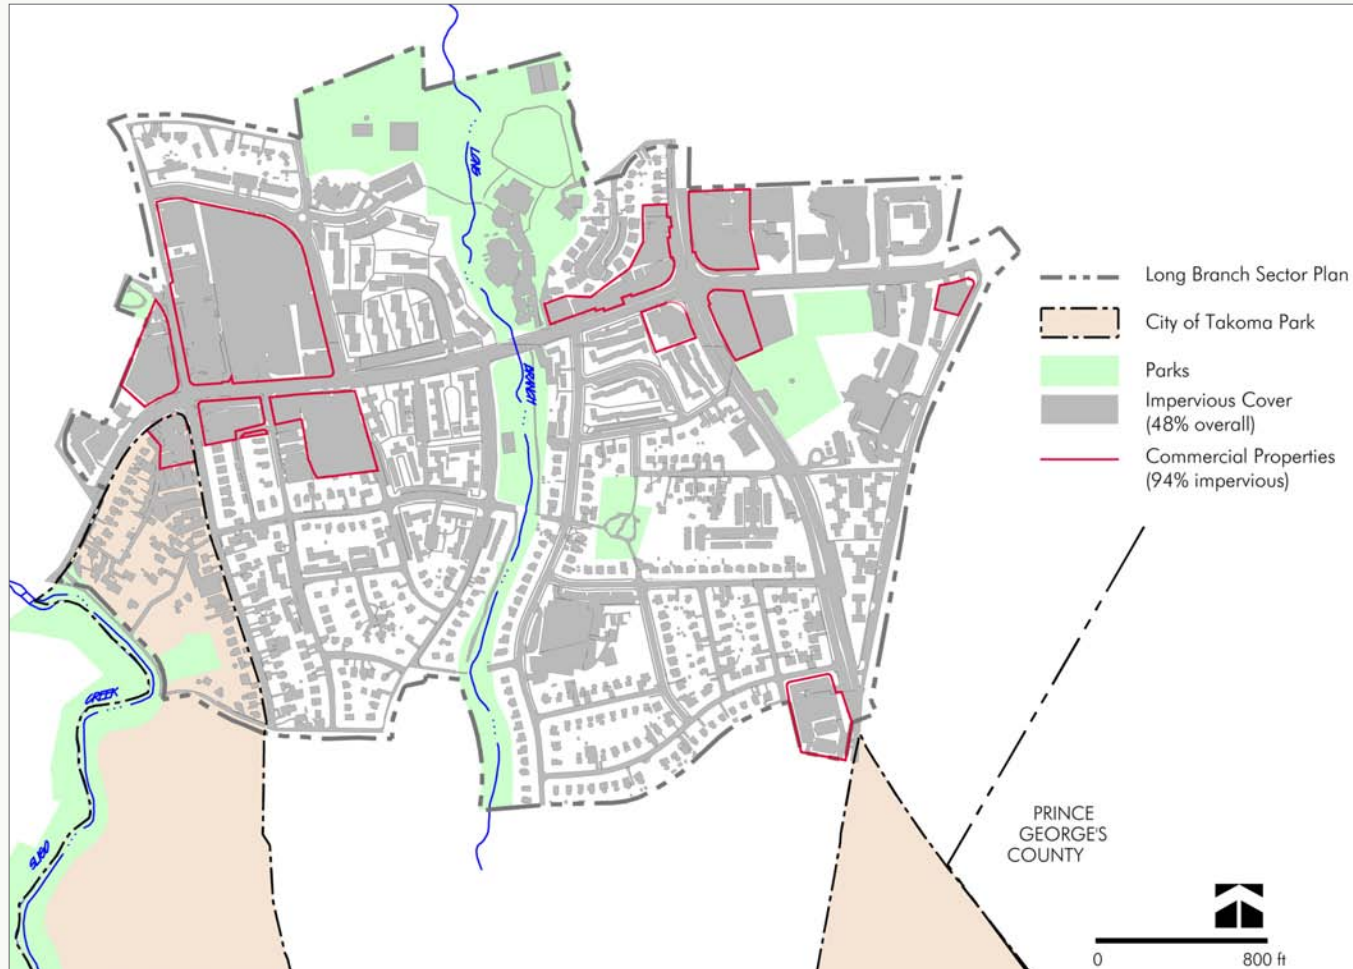 LONG
BRANCH
CREEK
SLIGO
Long Branch Sector Plan
City of Takoma Park
Parks
Impervious Cover
(48% overall)
Commercial Properties
(94% impervious)
PRINCE
GEORGE'S
COUNTY
0 800 ft